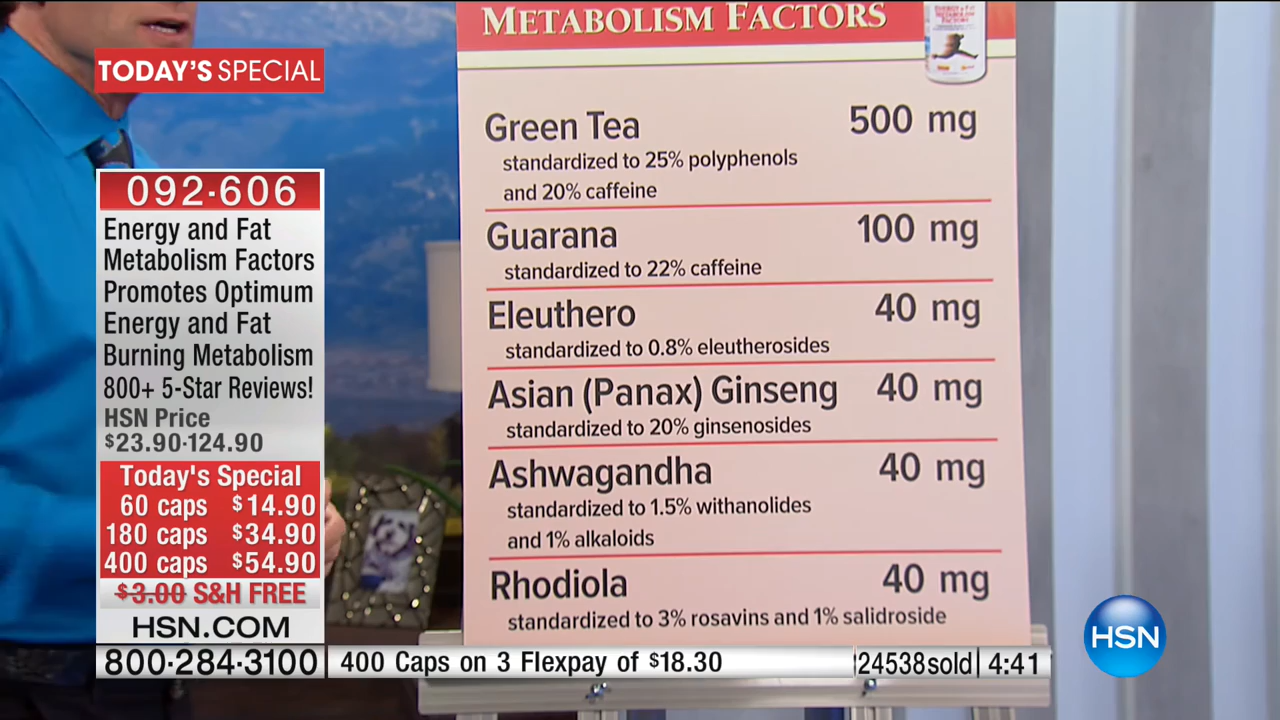 TODAY'S SPECIAL
092·606
Energy and Fat
Metabolism Factors
Promotes Optimum
Energy and Fat
Burning Metabolism
800+ 5-Star Reviews!
HSN Price
$23.90-124.90
Today's Special
60 caps $14.90
180 caps $34.90
400 caps $54.90
$3.00 S&H FREE
HSN.COM
800·284·3100
400 Caps on 3 Flexpay of $18.30
24538sold
4:41
METABOLISM FACTORS
Green Tea 500 mg
standardized to 25% polyphenols
and 20% caffeine
Guarana 100 mg
standardized to 22% caffeine
Eleuthero 40 mg
standardized to 0.8% eleutherosides
Asian (Panax) Ginseng 40 mg
standardized to 20% ginsenosides
Ashwagandha 40 mg
standardized to 1.5% withanolides
and 1% alkaloids
Rhodiola 40 mg
standardized to 3% rosavins and 1% salidroside
HSN